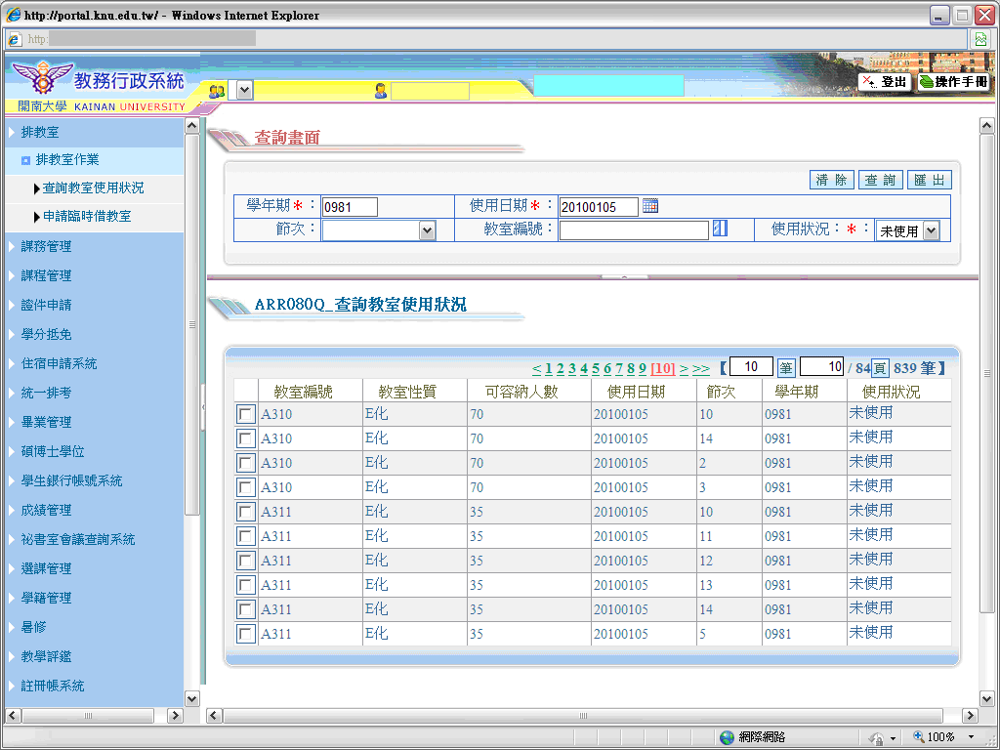 http://portal.knu.edu.tw/ - Windows Internet Explorer
http:
教務行政系統
開南大學 KAINAN UNIVERSITY
登出
操作手冊
排教室
排教室作業
查詢教室使用狀況
申請臨時借教室
課務管理
課程管理
證件申請
學分抵免
住宿申請系統
統一排考
畢業管理
碩博士學位
學生銀行帳號系統
成績管理
祕書室會議查詢系統
選課管理
學籍管理
暑修
教學評鑑
註冊帳系統
查詢畫面
清 除 查 詢 匯 出
學年期*： 0981 使用日期*： 20100105
節次： 教室編號： 使用狀況：*： 未使用
ARR080Q_查詢教室使用狀況
< 1 2 3 4 5 6 7 8 9 [10] > >> 【 10 筆 10 / 84 頁 839 筆 】
教室編號 教室性質 可容納人數 使用日期 節次 學年期 使用狀況
A310 E化 70 20100105 10 0981 未使用
A310 E化 70 20100105 14 0981 未使用
A310 E化 70 20100105 2 0981 未使用
A310 E化 70 20100105 3 0981 未使用
A311 E化 35 20100105 10 0981 未使用
A311 E化 35 20100105 11 0981 未使用
A311 E化 35 20100105 12 0981 未使用
A311 E化 35 20100105 13 0981 未使用
A311 E化 35 20100105 14 0981 未使用
A311 E化 35 20100105 5 0981 未使用
網際網路
100%